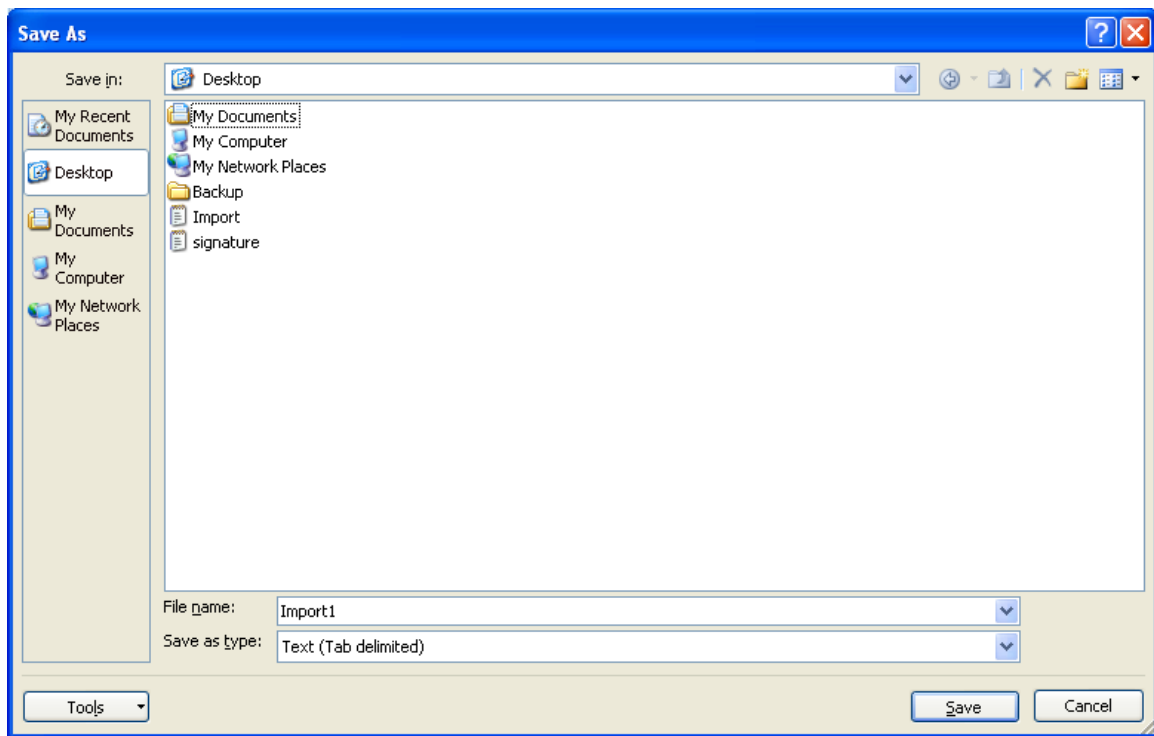 Save As
Save in:
Desktop
My Recent
Documents
Desktop
My
Documents
My
Computer
My Network
Places
My Documents
My Computer
My Network Places
Backup
Import
signature
File name:
Import1
Save as type:
Text (Tab delimited)
Tools
Save
Cancel